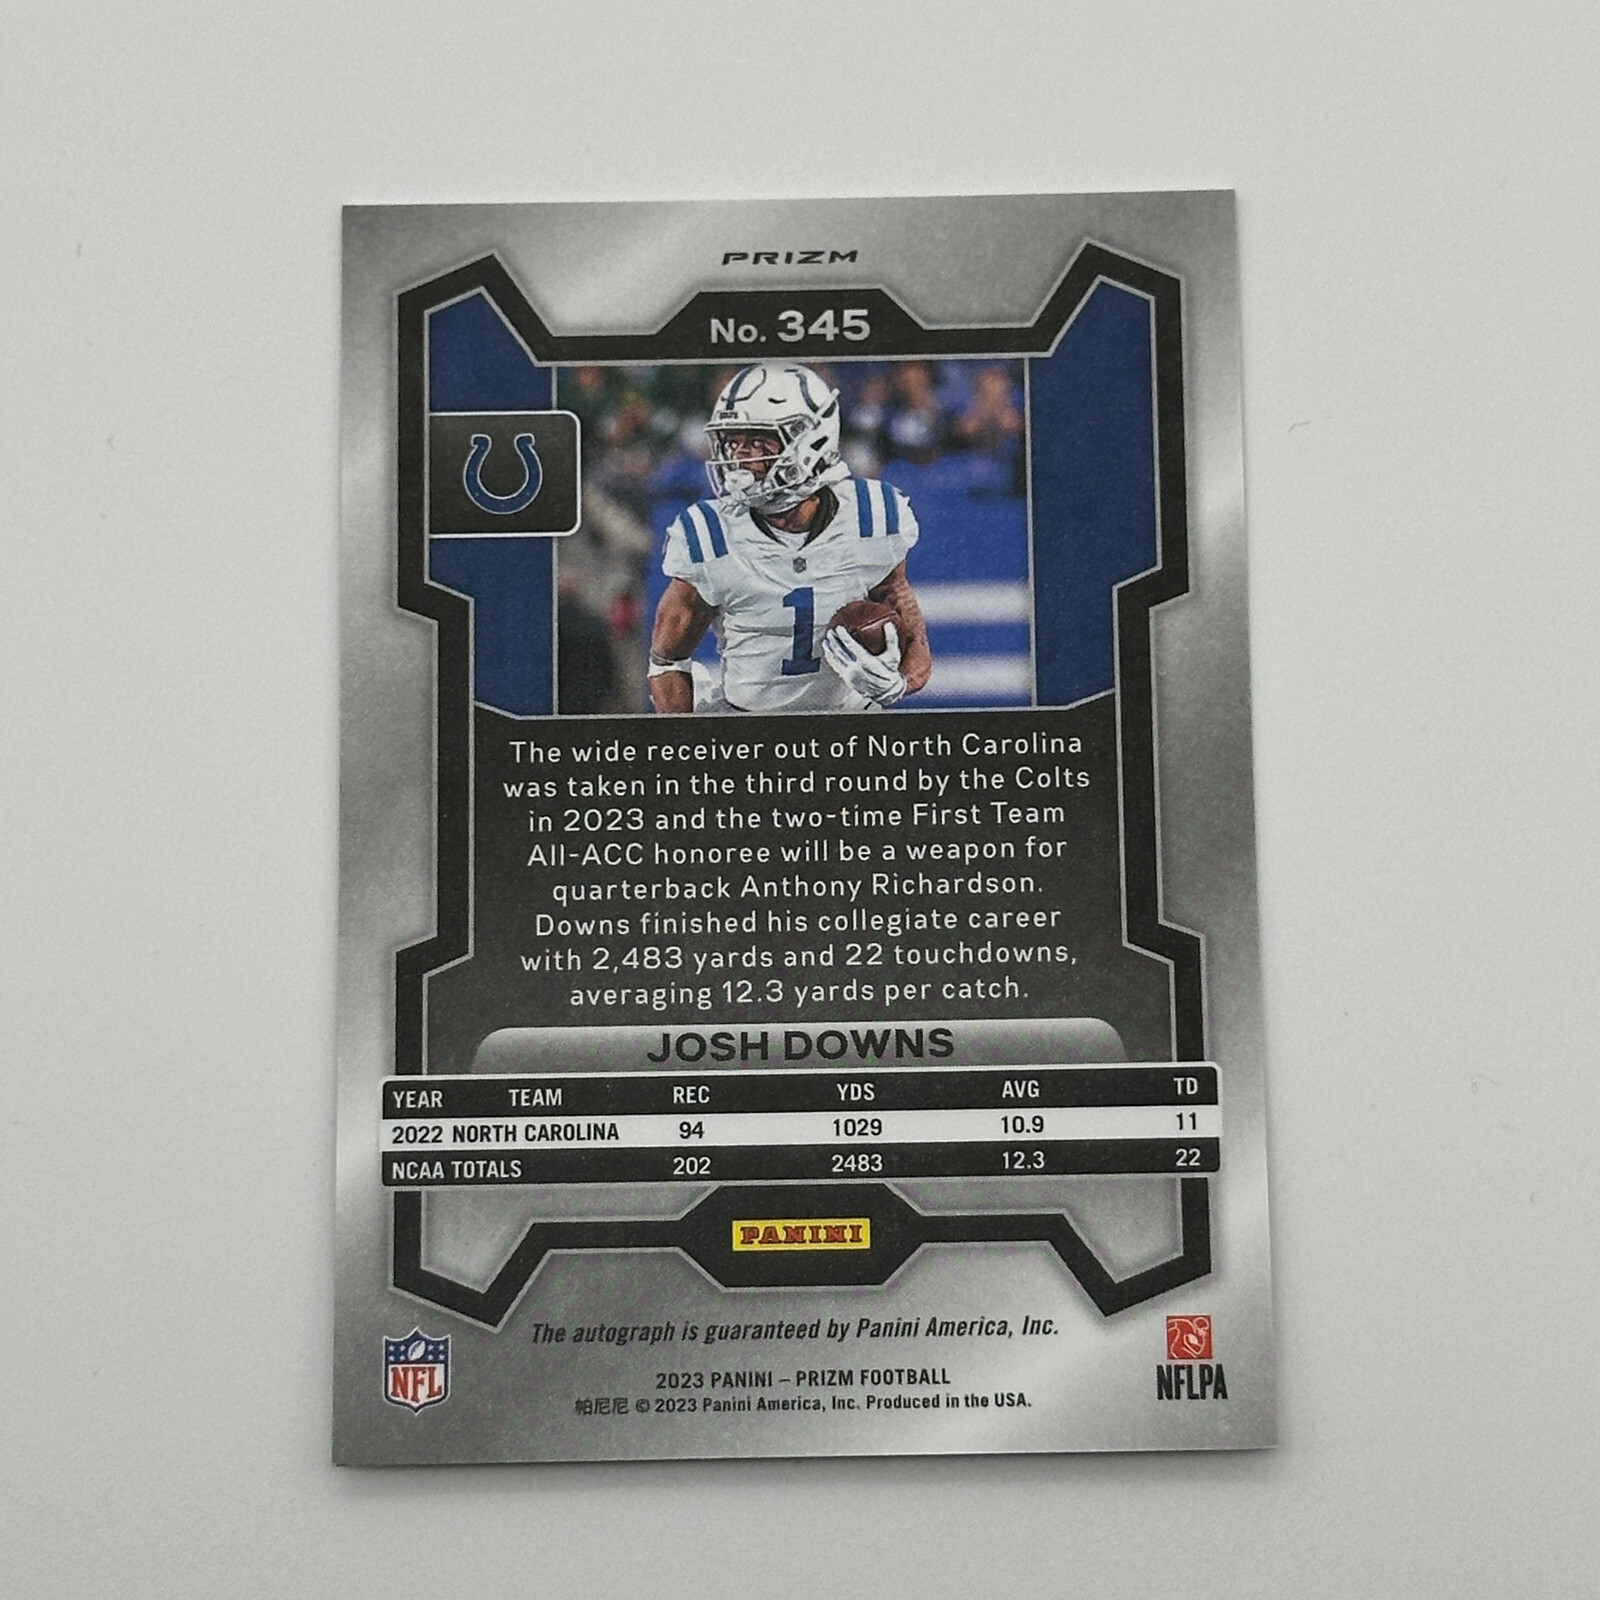 PRIZM
No. 345
COLTS
1
The wide receiver out of North Carolina
was taken in the third round by the Colts
in 2023 and the two-time First Team
All-ACC honoree will be a weapon for
quarterback Anthony Richardson.
Downs finished his collegiate career
with 2,483 yards and 22 touchdowns,
averaging 12.3 yards per catch.
JOSH DOWNS
YEAR TEAM REC YDS AVG TD
2022 NORTH CAROLINA 94 1029 10.9 11
NCAA TOTALS 202 2483 12.3 22
PANINI
The autograph is guaranteed by Panini America, Inc.
NFL
NFLPA
2023 PANINI – PRIZM FOOTBALL
帕尼尼 © 2023 Panini America, Inc. Produced in the USA.